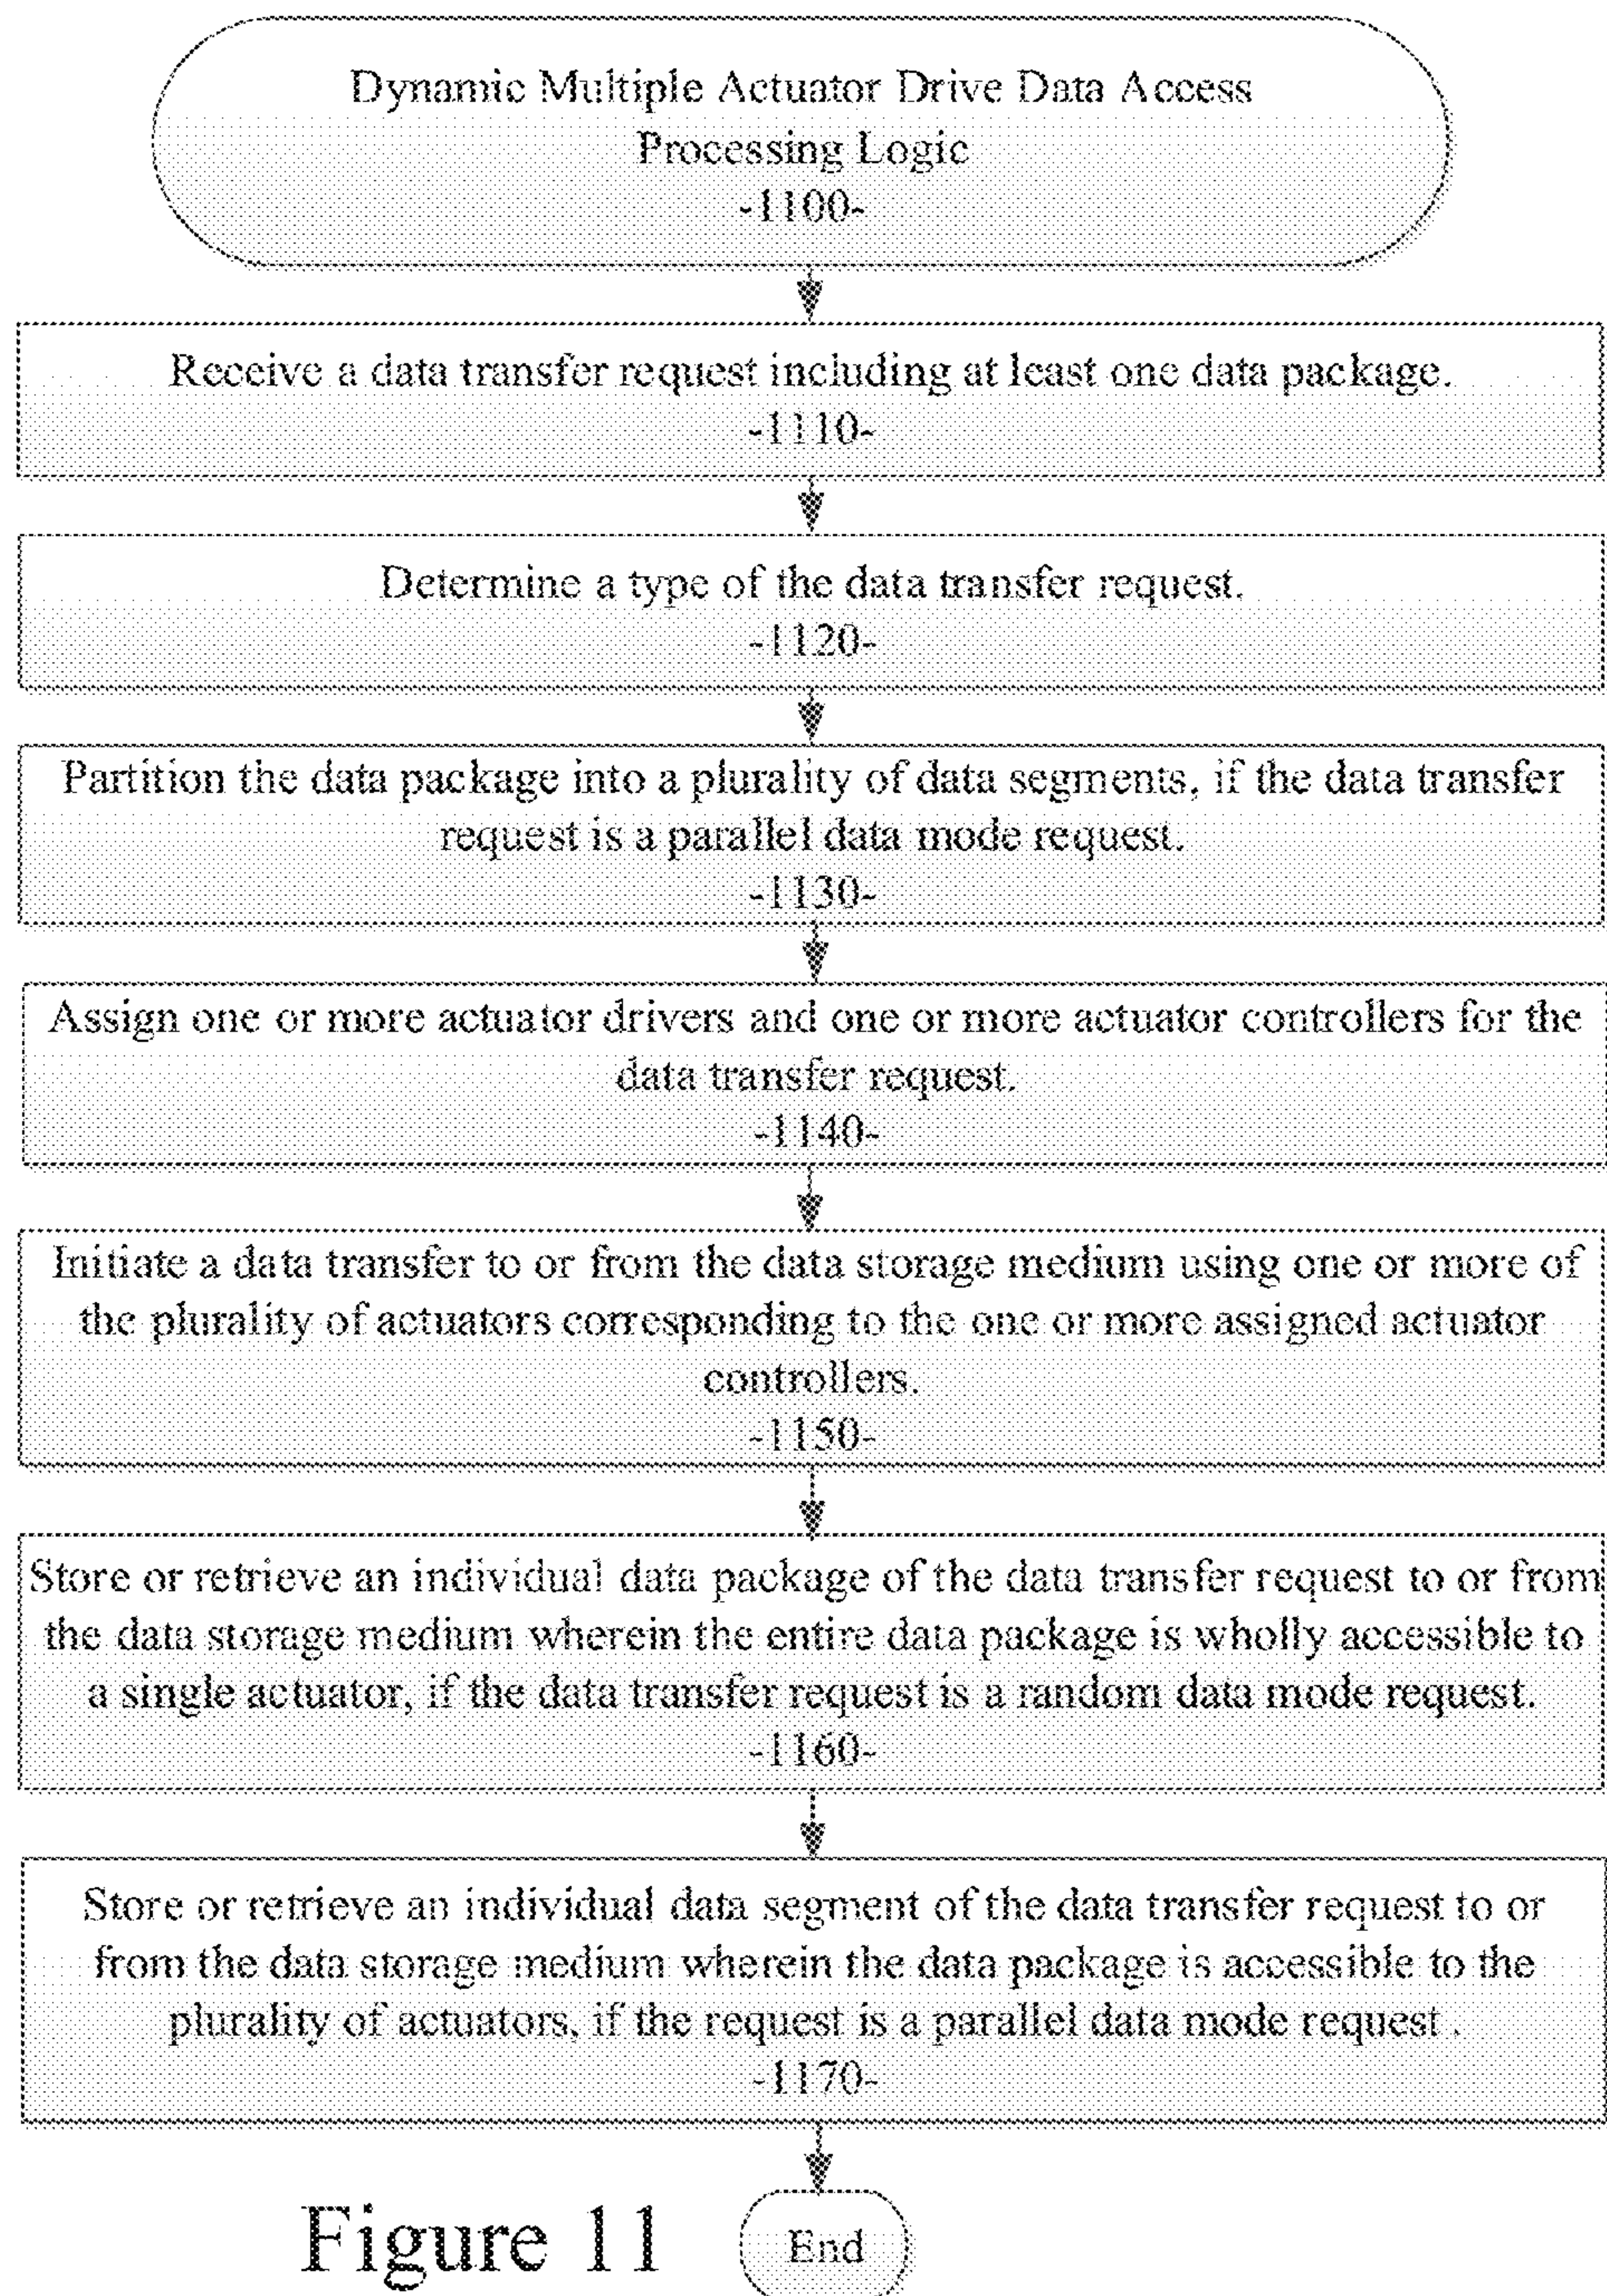 Dynamic Multiple Actuator Drive Data Access
Processing Logic
-1100-
Receive a data transfer request including at least one data package.
-1110-
Determine a type of the data transfer request.
-1120-
Partition the data package into a plurality of data segments, if the data transfer
request is a parallel data mode request.
-1130-
Assign one or more actuator drivers and one or more actuator controllers for the
data transfer request.
-1140-
Initiate a data transfer to or from the data storage medium using one or more of
the plurality of actuators corresponding to the one or more assigned actuator
controllers.
-1150-
Store or retrieve an individual data package of the data transfer request to or from
the data storage medium wherein the entire data package is wholly accessible to
a single actuator, if the data transfer request is a random data mode request.
-1160-
Store or retrieve an individual data segment of the data transfer request to or
from the data storage medium wherein the data package is accessible to the
plurality of actuators, if the request is a parallel data mode request .
-1170-
Figure 11
End